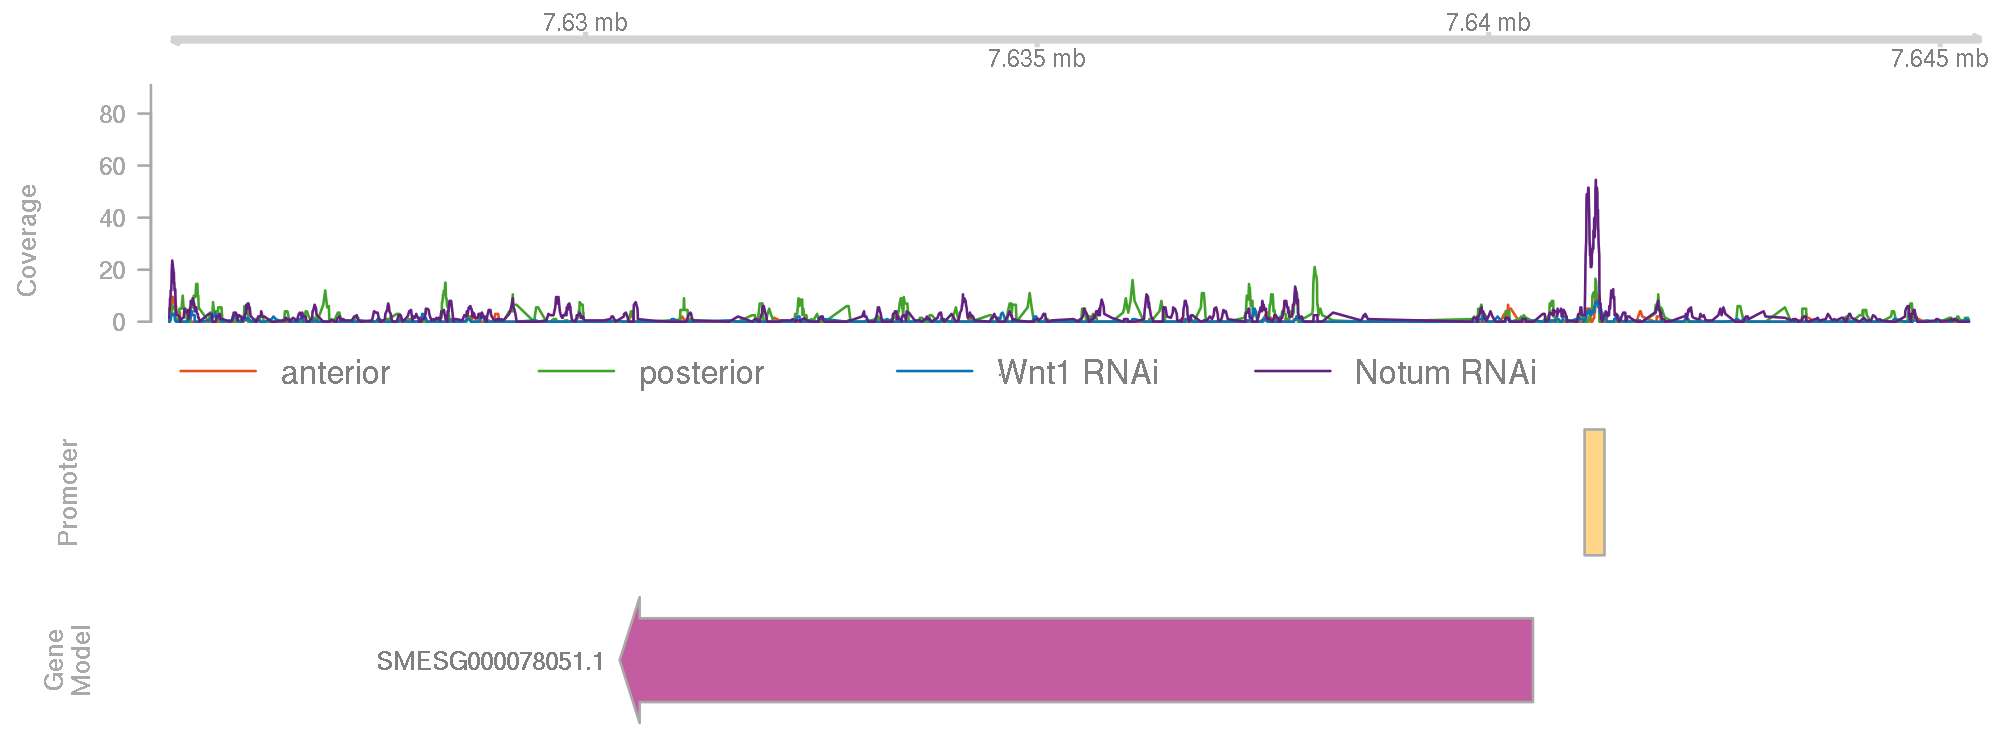 7.63 mb
7.64 mb
7.635 mb
7.645 mb
Coverage
80
60
40
20
0
anterior
posterior
Wnt1 RNAi
Notum RNAi
Promoter
Gene
Model
SMESG000078051.1